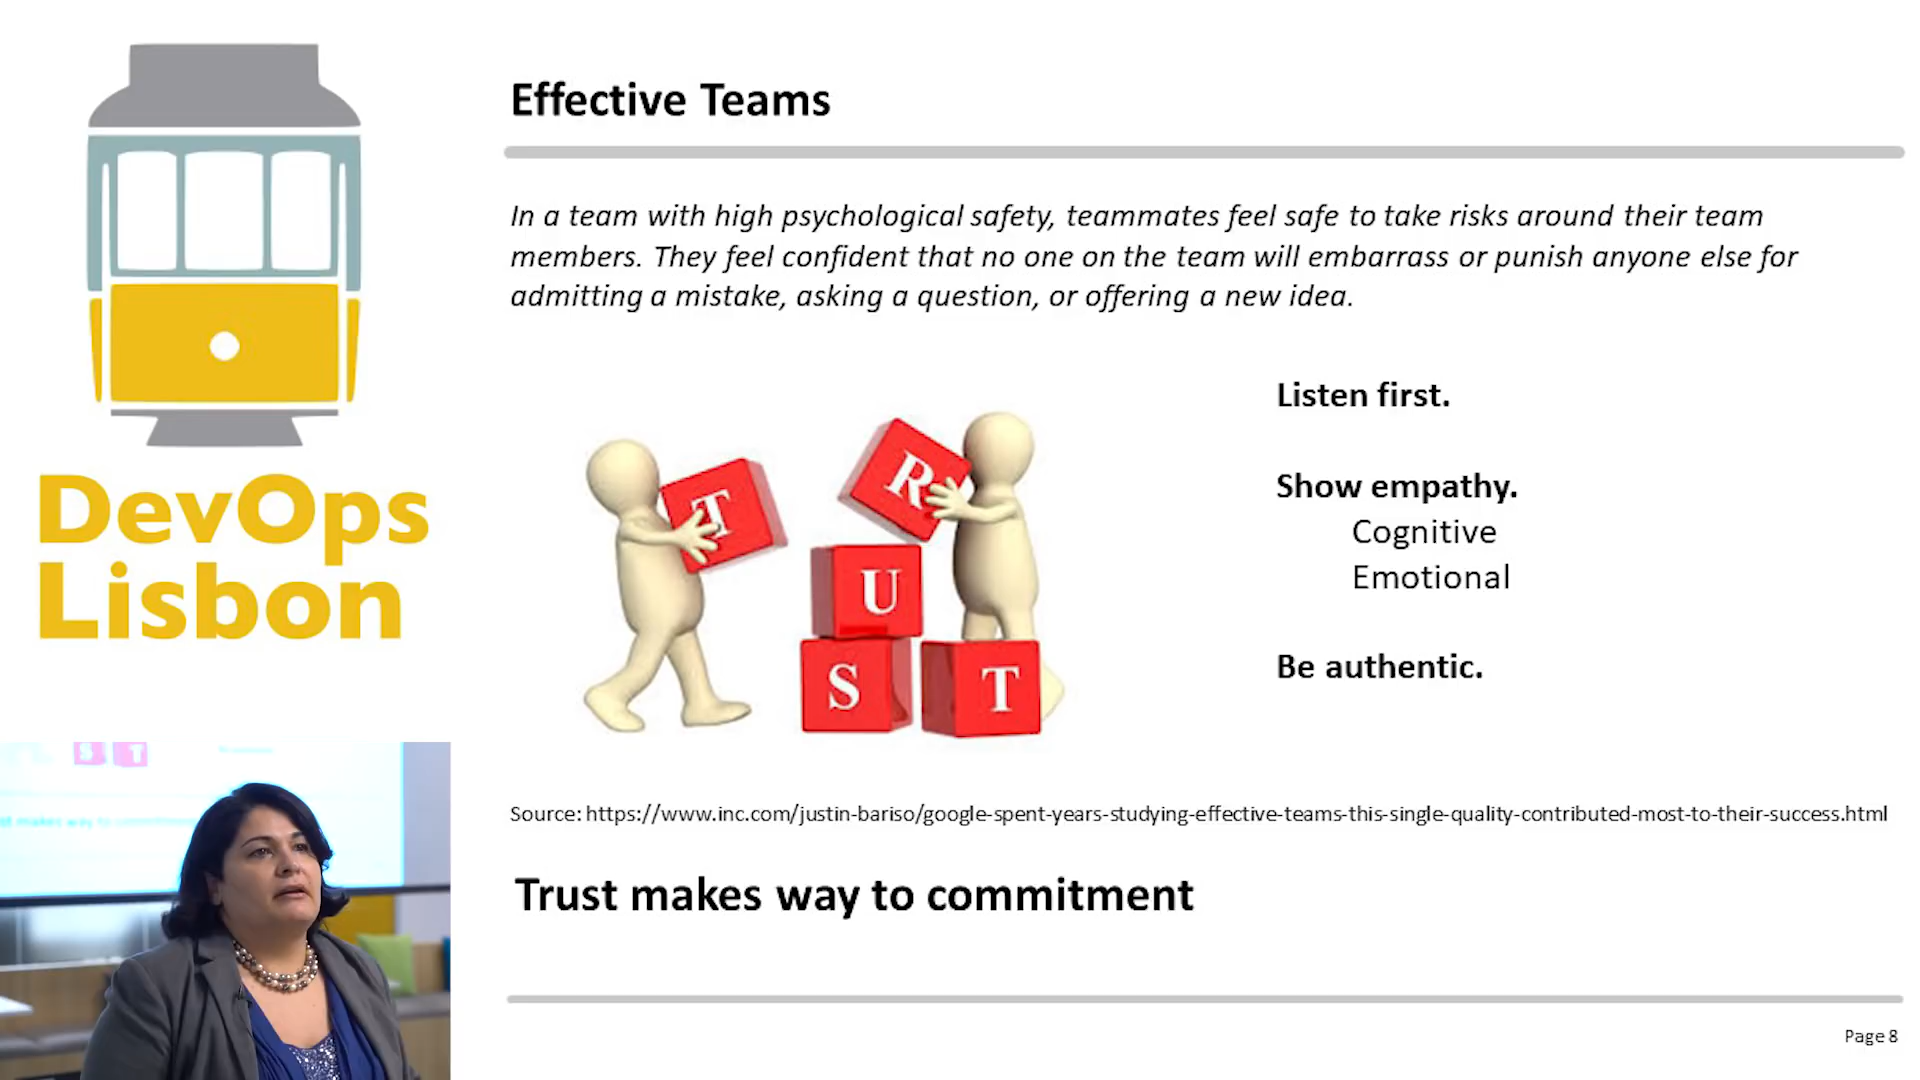 DevOps
Lisbon
Effective Teams
In a team with high psychological safety, teammates feel safe to take risks around their team
members. They feel confident that no one on the team will embarrass or punish anyone else for
admitting a mistake, asking a question, or offering a new idea.
T
R
U
S
T
Listen first.
Show empathy.
Cognitive
Emotional
Be authentic.
Source: https://www.inc.com/justin-bariso/google-spent-years-studying-effective-teams-this-single-quality-contributed-most-to-their-success.html
Trust makes way to commitment
Page 8
S T
makes way to commitment